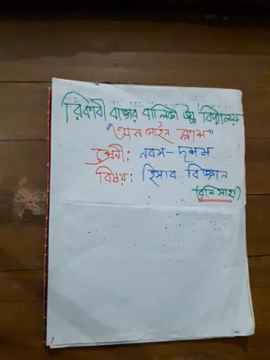 রিকাবী বাজার বালিকা উচ্চ বিদ্যালয়
"অনলাইন ক্লাস"
শ্রেনী: নবম-দশম
বিষয়: হিসাব বিজ্ঞান